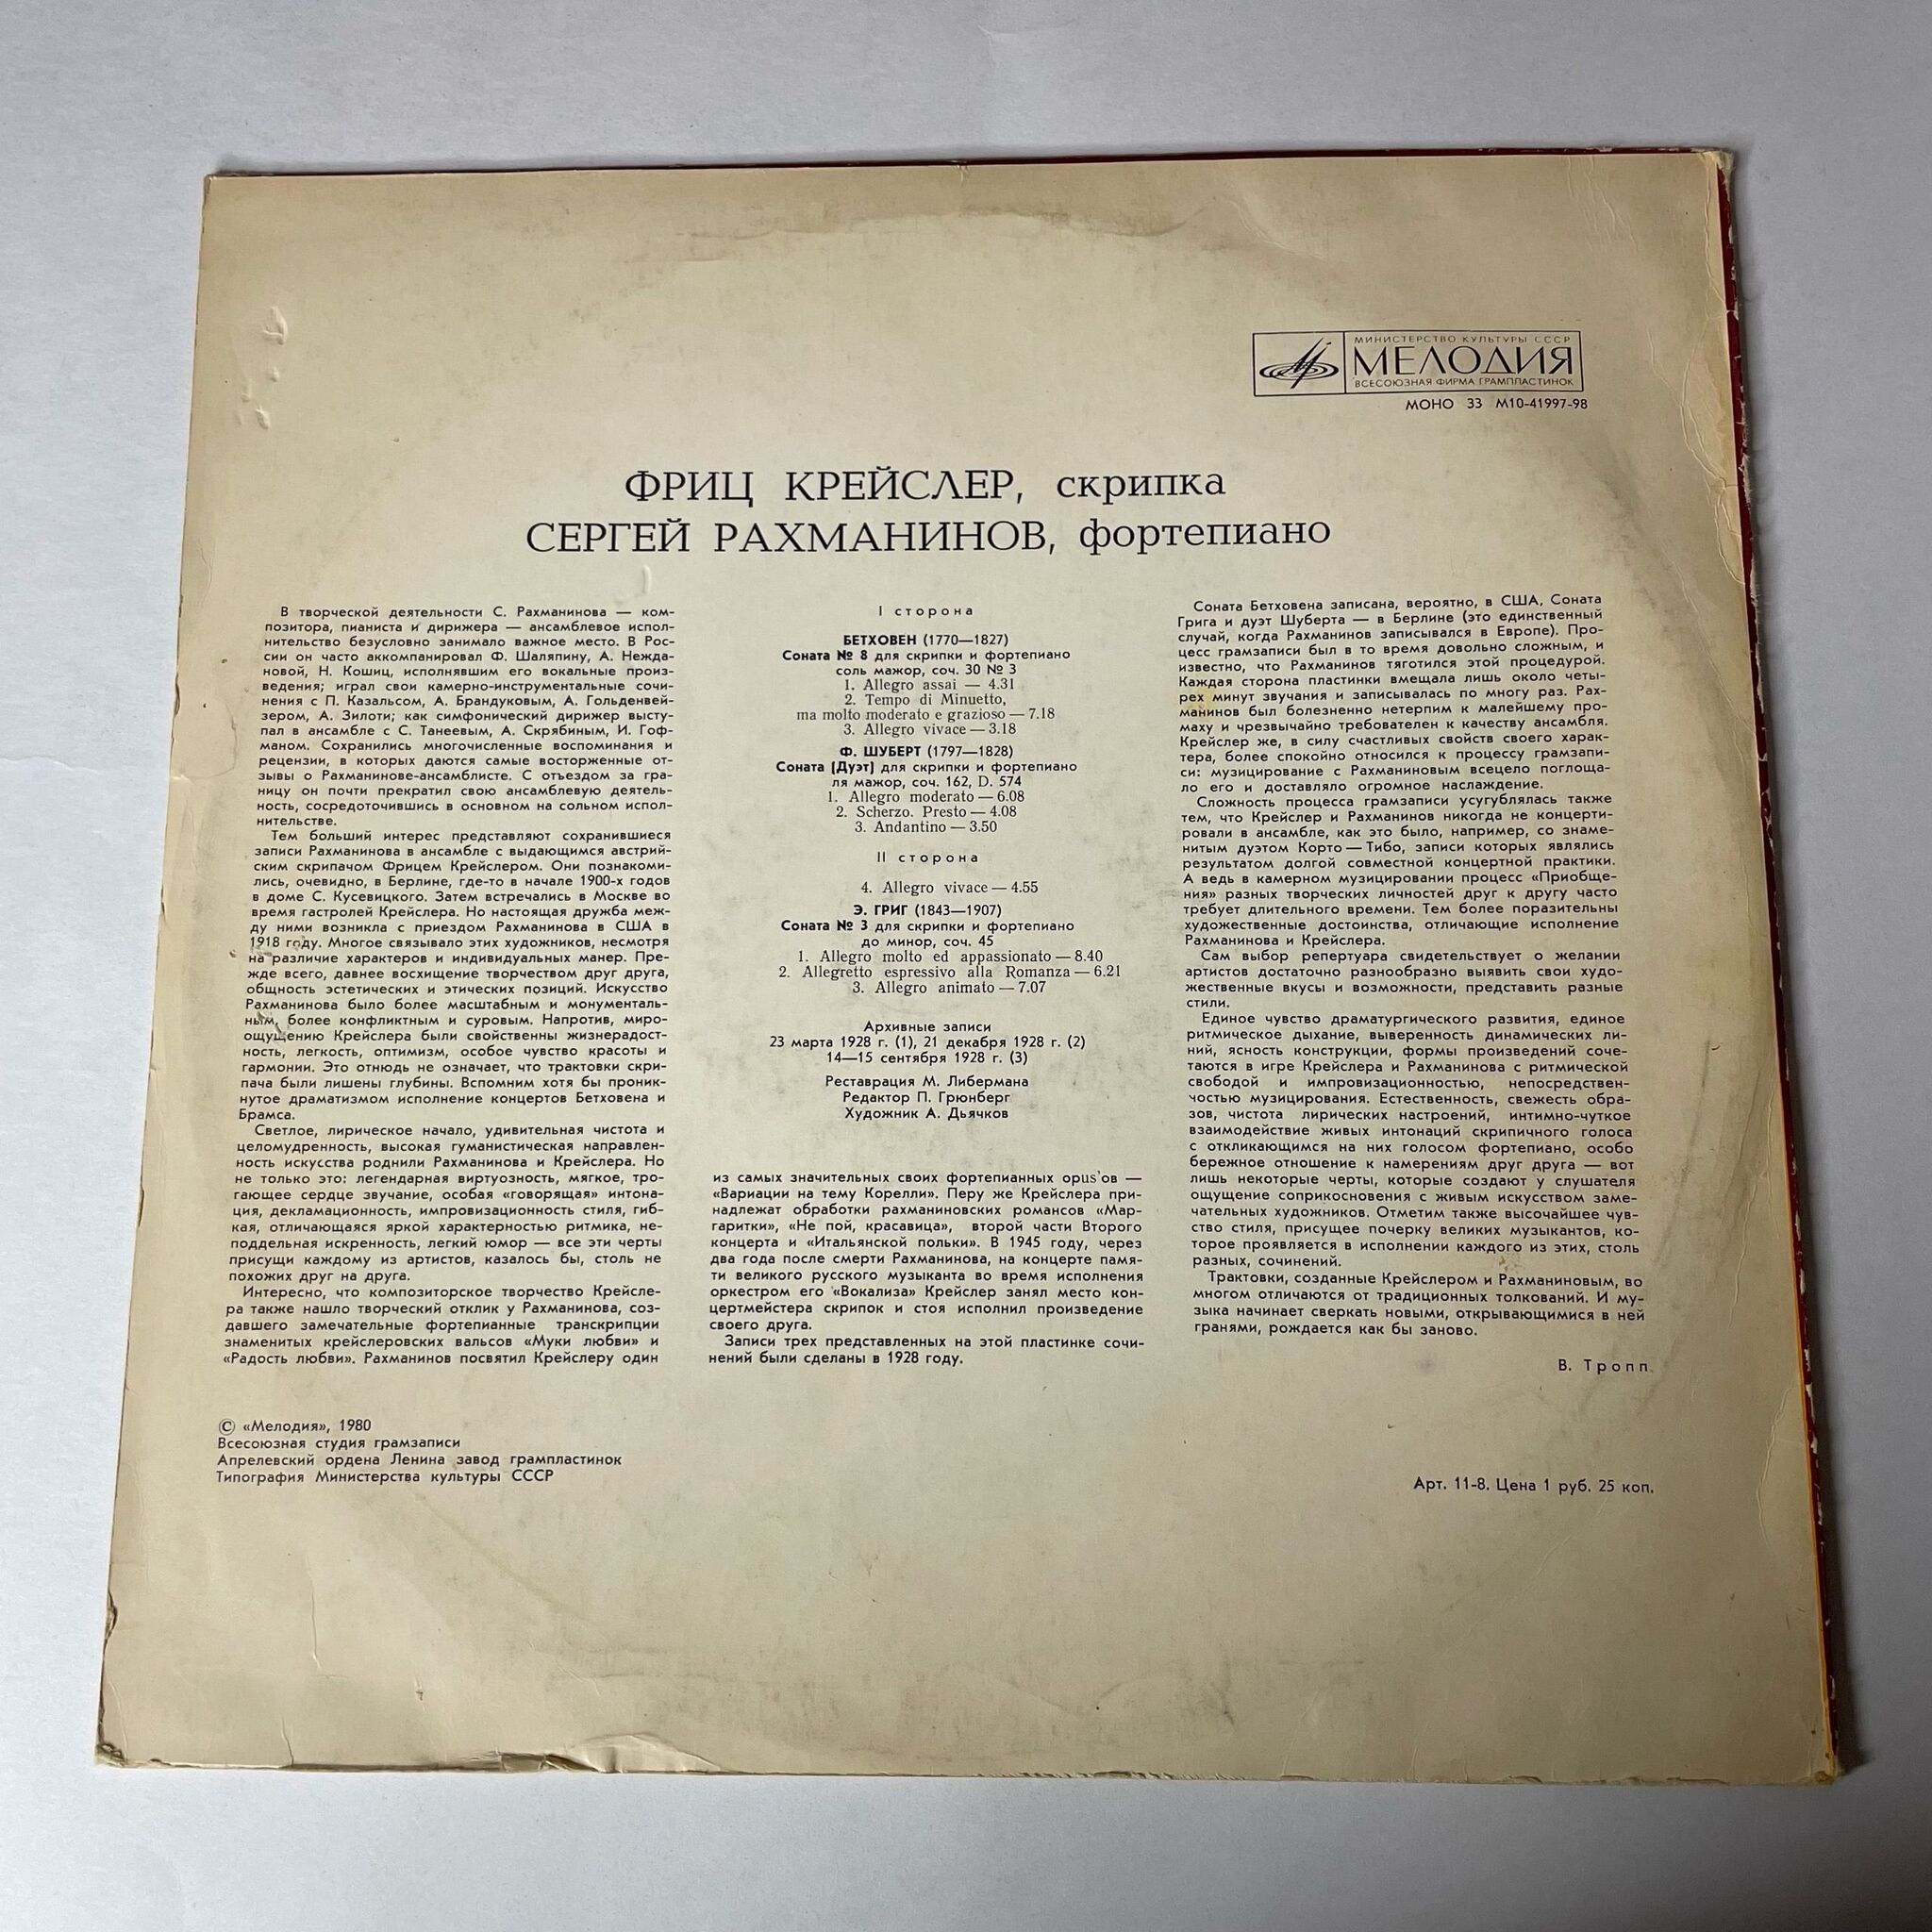 МИНИСТЕРСТВО КУЛЬТУРЫ СССР
МЕЛОДИЯ
ВСЕСОЮЗНАЯ ФИРМА ГРАМПЛАСТИНОК
МОНО 33 М10-41997-98
ФРИЦ КРЕЙСЛЕР, скрипка
СЕРГЕЙ РАХМАНИНОВ, фортепиано
В творческой деятельности С. Рахманинова — ком-
позитора, пианиста и дирижера — ансамблевое испол-
нительство безусловно занимало важное место. В Рос-
сии он часто аккомпанировал Ф. Шаляпину, А. Нежда-
новой, Н. Кошиц, исполнявшим его вокальные произ-
ведения; играл свои камерно-инструментальные сочи-
нения с П. Казальсом, А. Брандуковым, А. Гольденвей-
зером, А. Зилоти; как симфонический дирижер высту-
пал в ансамбле с С. Танеевым, А. Скрябиным, И. Гоф-
маном. Сохранились многочисленные воспоминания и
рецензии, в которых даются самые восторженные от-
зывы о Рахманинове-ансамблисте. С отъездом за гра-
ницу он почти прекратил свою ансамблевую деятель-
ность, сосредоточившись в основном на сольном испол-
нительстве.
Тем больший интерес представляют сохранившиеся
записи Рахманинова в ансамбле с выдающимся австрий-
ским скрипачом Фрицем Крейслером. Они познакоми-
лись, очевидно, в Берлине, где-то в начале 1900-х годов
в доме С. Кусевицкого. Затем встречались в Москве во
время гастролей Крейслера. Но настоящая дружба меж-
ду ними возникла с приездом Рахманинова в США в
1918 году. Многое связывало этих художников, несмотря
на различие характеров и индивидуальных манер. Пре-
жде всего, давнее восхищение творчеством друг друга,
общность эстетических и этических позиций. Искусство
Рахманинова было более масштабным и монументаль-
ным, более конфликтным и суровым. Напротив, миро-
ощущению Крейслера были свойственны жизнерадост-
ность, легкость, оптимизм, особое чувство красоты и
гармонии. Это отнюдь не означает, что трактовки скри-
пача были лишены глубины. Вспомним хотя бы проник-
нутое драматизмом исполнение концертов Бетховена и
Брамса.
Светлое, лирическое начало, удивительная чистота и
целомудренность, высокая гуманистическая направлен-
ность искусства роднили Рахманинова и Крейслера. Но
не только это: легендарная виртуозность, мягкое, тро-
гающее сердце звучание, особая «говорящая» интона-
ция, декламационность, импровизационность стиля, гиб-
кая, отличающаяся яркой характерностью ритмика, не-
поддельная искренность, легкий юмор — все эти черты
присущи каждому из артистов, казалось бы, столь не
похожих друг на друга.
Интересно, что композиторское творчество Крейсле-
ра также нашло творческий отклик у Рахманинова, соз-
давшего замечательные фортепианные транскрипции
знаменитых крейслеровских вальсов «Муки любви» и
«Радость любви». Рахманинов посвятил Крейслеру один
I сторона
БЕТХОВЕН (1770—1827)
Соната № 8 для скрипки и фортепиано
соль мажор, соч. 30 № 3
1. Allegro assai — 4.31
2. Tempo di Minuetto,
ma molto moderato e grazioso — 7.18
3. Allegro vivace — 3.18
Ф. ШУБЕРТ (1797—1828)
Соната (Дуэт) для скрипки и фортепиано
ля мажор, соч. 162, D. 574
1. Allegro moderato — 6.08
2. Scherzo. Presto — 4.08
3. Andantino — 3.50
II сторона
4. Allegro vivace — 4.55
Э. ГРИГ (1843—1907)
Соната № 3 для скрипки и фортепиано
до минор, соч. 45
1. Allegro molto ed appassionato — 8.40
2. Allegretto espressivo alla Romanza — 6.21
3. Allegro animato — 7.07
Архивные записи
23 марта 1928 г. (1), 21 декабря 1928 г. (2)
14—15 сентября 1928 г. (3)
Реставрация М. Либермана
Редактор П. Грюнберг
Художник А. Дьячков
из самых значительных своих фортепианных opus'ов —
«Вариации на тему Корелли». Перу же Крейслера при-
надлежат обработки рахманиновских романсов «Мар-
гаритки», «Не пой, красавица», второй части Второго
концерта и «Итальянской польки». В 1945 году, через
два года после смерти Рахманинова, на концерте памя-
ти великого русского музыканта во время исполнения
оркестром его «Вокализа» Крейслер занял место кон-
цертмейстера скрипок и стоя исполнил произведение
своего друга.
Записи трех представленных на этой пластинке сочи-
нений были сделаны в 1928 году.
Соната Бетховена записана, вероятно, в США, Соната
Грига и дуэт Шуберта — в Берлине (это единственный
случай, когда Рахманинов записывался в Европе). Про-
цесс грамзаписи был в то время довольно сложным, и
известно, что Рахманинов тяготился этой процедурой.
Каждая сторона пластинки вмещала лишь около четы-
рех минут звучания и записывалась по многу раз. Рах-
манинов был болезненно нетерпим к малейшему про-
маху и чрезвычайно требователен к качеству ансамбля.
Крейслер же, в силу счастливых свойств своего харак-
тера, более спокойно относился к процессу грамзапи-
си: музицирование с Рахманиновым всецело поглоща-
ло его и доставляло огромное наслаждение.
Сложность процесса грамзаписи усугублялась также
тем, что Крейслер и Рахманинов никогда не концерти-
ровали в ансамбле, как это было, например, со знаме-
нитым дуэтом Корто — Тибо, записи которых являлись
результатом долгой совместной концертной практики.
А ведь в камерном музицировании процесс «Приобще-
ния» разных творческих личностей друг к другу часто
требует длительного времени. Тем более поразительны
художественные достоинства, отличающие исполнение
Рахманинова и Крейслера.
Сам выбор репертуара свидетельствует о желании
артистов достаточно разнообразно выявить свои худо-
жественные вкусы и возможности, представить разные
стили.
Единое чувство драматургического развития, единое
ритмическое дыхание, выверенность динамических ли-
ний, ясность конструкции, формы произведений соче-
таются в игре Крейслера и Рахманинова с ритмической
свободой и импровизационностью, непосредствен-
ностью музицирования. Естественность, свежесть обра-
зов, чистота лирических настроений, интимно-чуткое
взаимодействие живых интонаций скрипичного голоса
с откликающимся на них голосом фортепиано, особо
бережное отношение к намерениям друг друга — вот
лишь некоторые черты, которые создают у слушателя
ощущение соприкосновения с живым искусством заме-
чательных художников. Отметим также высочайшее чув-
ство стиля, присущее почерку великих музыкантов, ко-
торое проявляется в исполнении каждого из этих, столь
разных, сочинений.
Трактовки, созданные Крейслером и Рахманиновым, во
многом отличаются от традиционных толкований. И му-
зыка начинает сверкать новыми, открывающимися в ней
гранями, рождается как бы заново.
В. Тропп
© «Мелодия», 1980
Всесоюзная студия грамзаписи
Апрелевский ордена Ленина завод грампластинок
Типография Министерства культуры СССР
Арт. 11-8. Цена 1 руб. 25 коп.